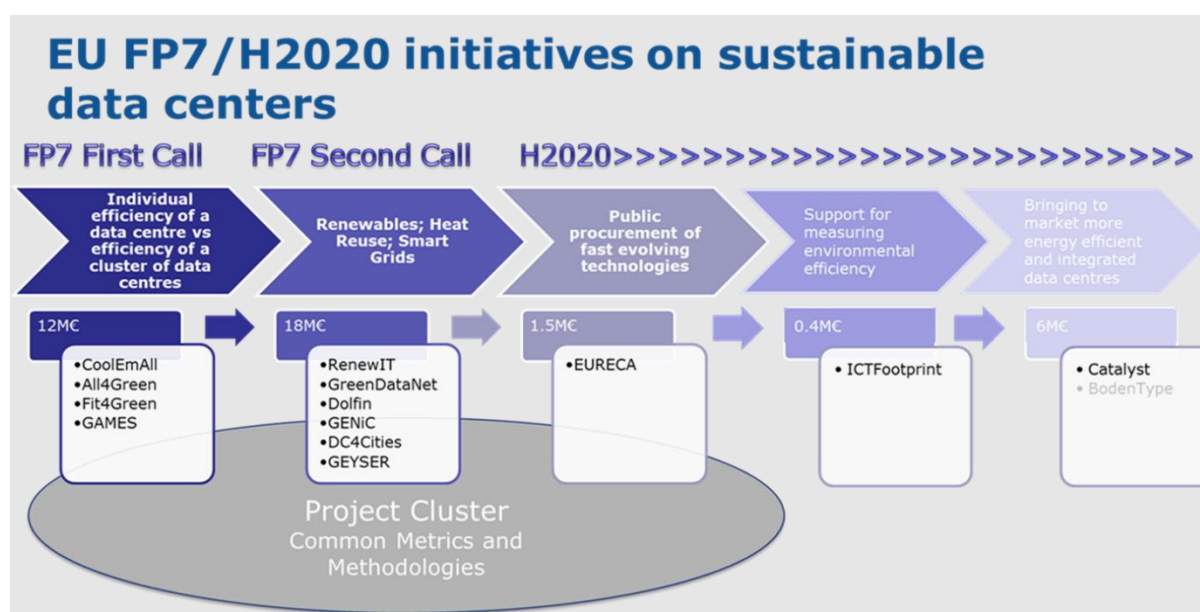 EU FP7/H2020 initiatives on sustainable
data centers
FP7 First Call
FP7 Second Call
H2020>>>>>>>>>>>>>>>>>>>>>>>>>
Individual
efficiency of a
data centre vs
efficiency of a
cluster of data
centres
Renewables; Heat
Reuse; Smart
Grids
Public
procurement of
fast evolving
technologies
Support for
measuring
environmental
efficiency
Bringing to
market more
energy efficient
and integrated
data centres
12M€
•CoolEmAll
•All4Green
•Fit4Green
•GAMES
18M€
•RenewIT
•GreenDataNet
•Dolfin
•GENiC
•DC4Cities
•GEYSER
1.5M€
•EURECA
0.4M€
• ICTFootprint
6M€
• Catalyst
• BodenType
Project Cluster
Common Metrics and
Methodologies